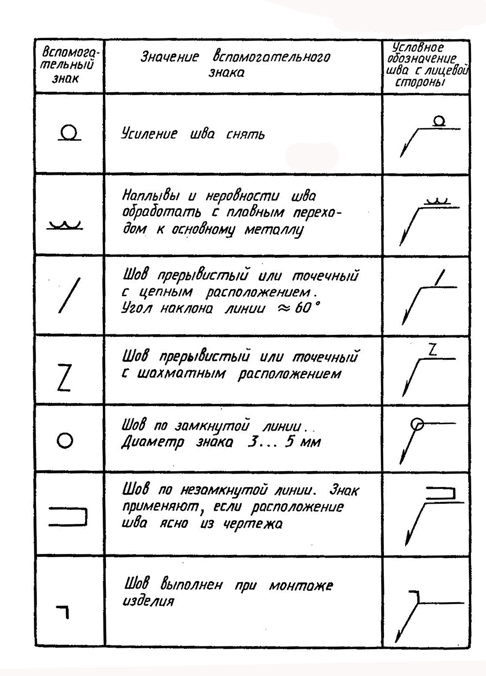 Вспомога-
тельный
знак
Значение вспомогательного
знака
Условное
обозначение
шва с лицевой
стороны
Усиление шва снять
Наплывы и неровности шва
обработать с плавным перехо-
дом к основному металлу
Шов прерывистый или точечный
с цепным расположением.
Угол наклона линии ≈ 60°
Шов прерывистый или точечный
с шахматным расположением
Шов по замкнутой линии..
Диаметр знака 3... 5 мм
Шов по незамкнутой линии. Знак
применяют, если расположение
шва ясно из чертежа
Шов выполнен при монтаже
изделия